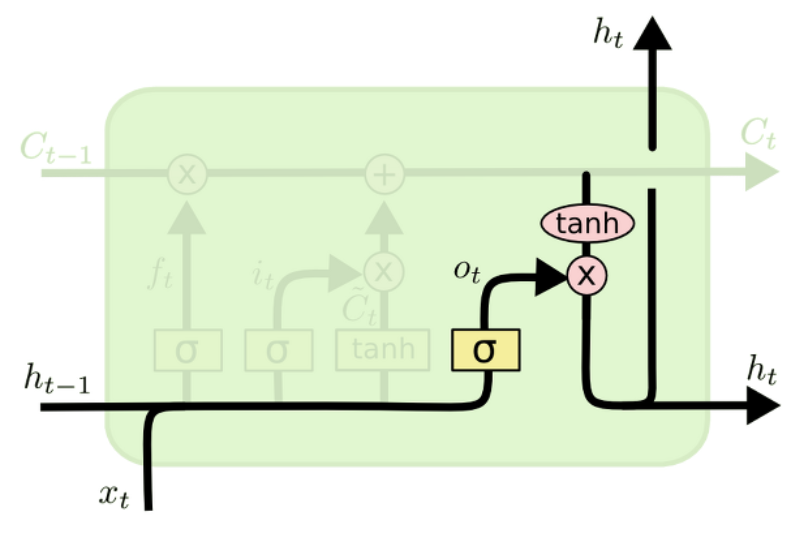 h_t
C_{t-1}
C_t
x
+
tanh
f_t
i_t
x
o_t
x
C̃_t
σ
σ
tanh
σ
h_{t-1}
h_t
x_t